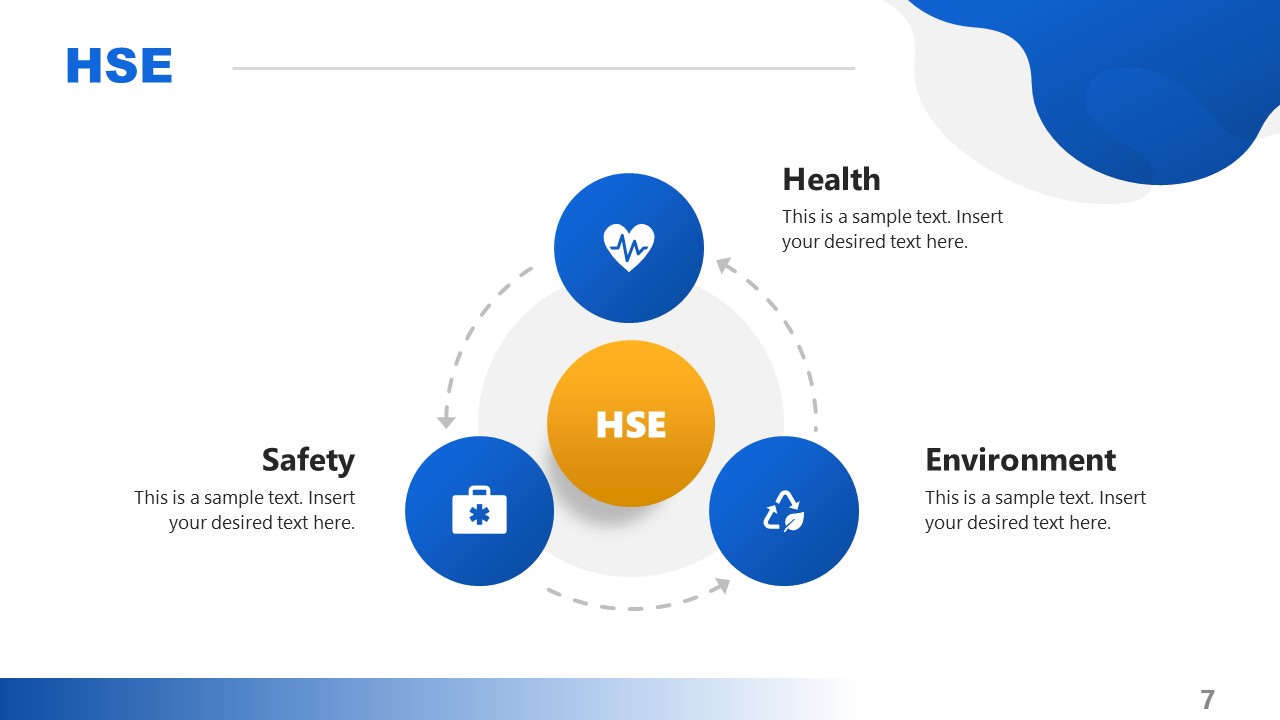 HSE
Health
This is a sample text. Insert
your desired text here.
HSE
Safety
This is a sample text. Insert
your desired text here.
Environment
This is a sample text. Insert
your desired text here.
7